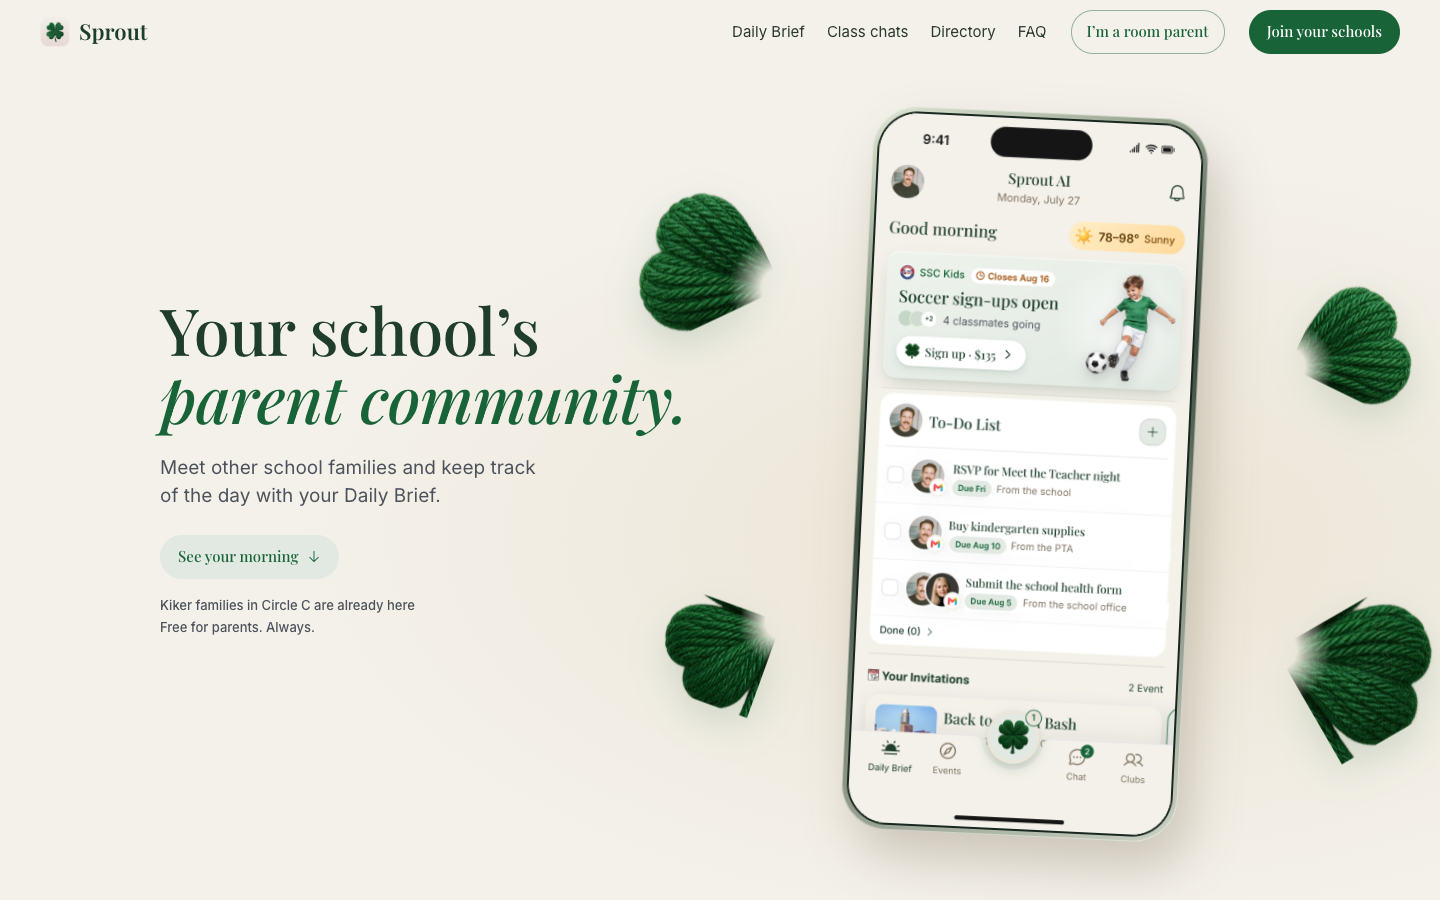 Sprout
Daily Brief
Class chats
Directory
FAQ
I'm a room parent
Join your schools
Your school's
parent community.
Meet other school families and keep track
of the day with your Daily Brief.
See your morning ↓
Kiker families in Circle C are already here
Free for parents. Always.
9:41
Sprout AI
Monday, July 27
Good morning
78–98° Sunny
SSC Kids
Closes Aug 16
Soccer sign-ups open
+2
4 classmates going
Sign up · $135
To-Do List
RSVP for Meet the Teacher night
Due Fri From the school
Buy kindergarten supplies
Due Aug 10 From the PTA
Submit the school health form
Due Aug 5 From the school office
Done (0)
Your Invitations
2 Event
Back to
Bash
1
Daily Brief
Events
2
Chat
Clubs